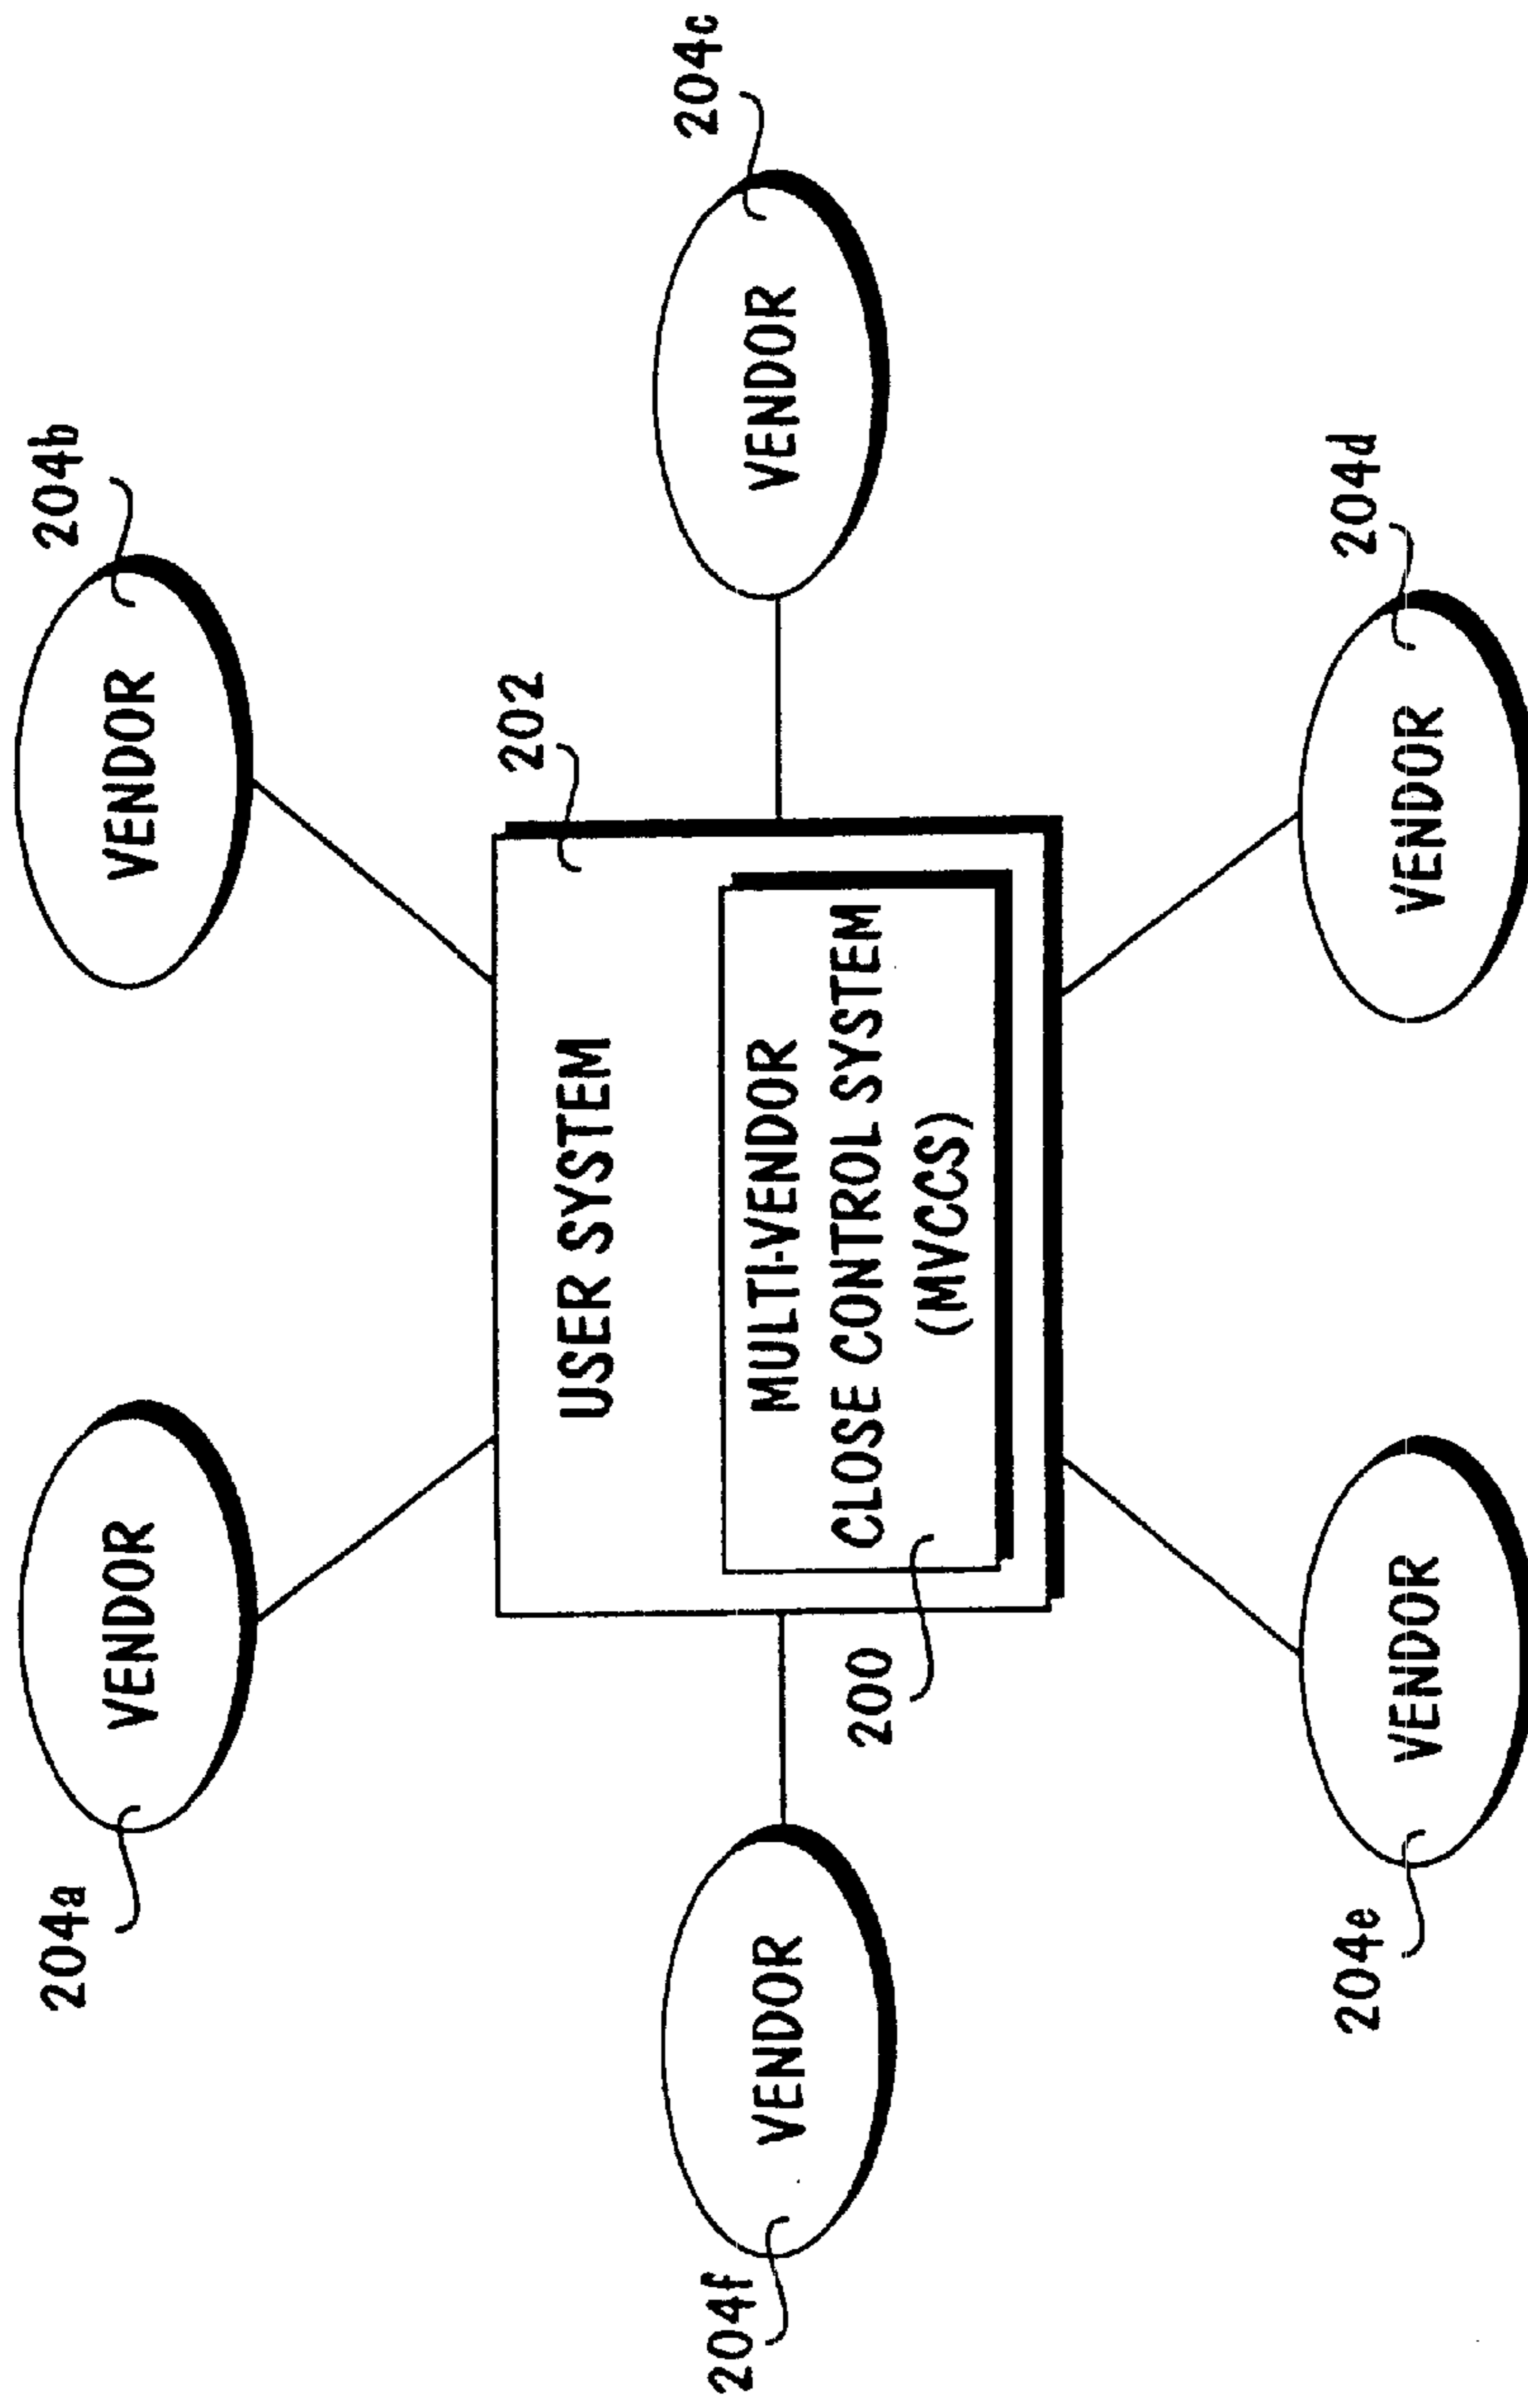 204a
VENDOR
204b
VENDOR
204f
VENDOR
USER SYSTEM
202
MULTI-VENDOR
CLOSE CONTROL SYSTEM
(MVCCS)
200
204c
VENDOR
204e
VENDOR
204d
VENDOR